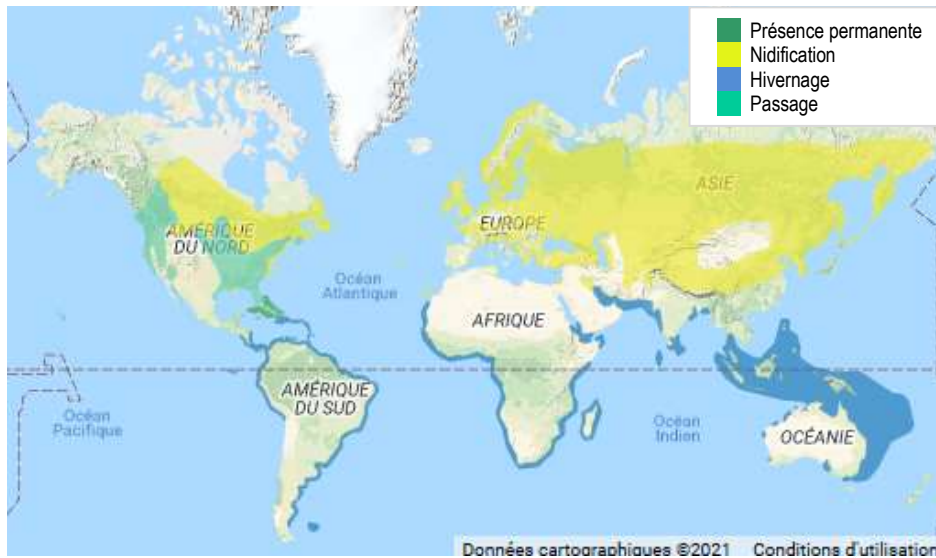 Présence permanente
Nidification
Hivernage
Passage
ASIE
EUROPE
AMÉRIQUE
DU NORD
Océan
Atlantique
AFRIQUE
AMÉRIQUE
DU SUD
Océan
Pacifique
Océan
Indien
OCÉANIE
Données cartographiques ©2021 Conditions d'utilisation